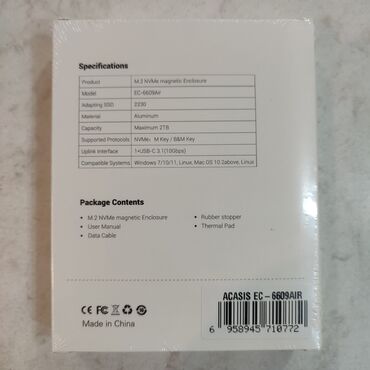 Specifications
Product M.2 NVMe magnetic Enclosure
Model EC-6609Air
Adapting SSD 2230
Material Aluminum
Capacity Maximum 2TB
Supported Protocols NVMe: M Key / B&M Key
Uplink Interface 1×USB-C 3.1(10Gbps)
Compatible Systems Windows 7/10/11, Linux, Mac OS 10.2above, Linux
Package Contents
• M.2 NVMe magnetic Enclosure
• User Manual
• Data Cable
• Rubber stopper
• Thermal Pad
CE FC
Made in China
ACASIS EC - 6609AIR
6 958945 710772